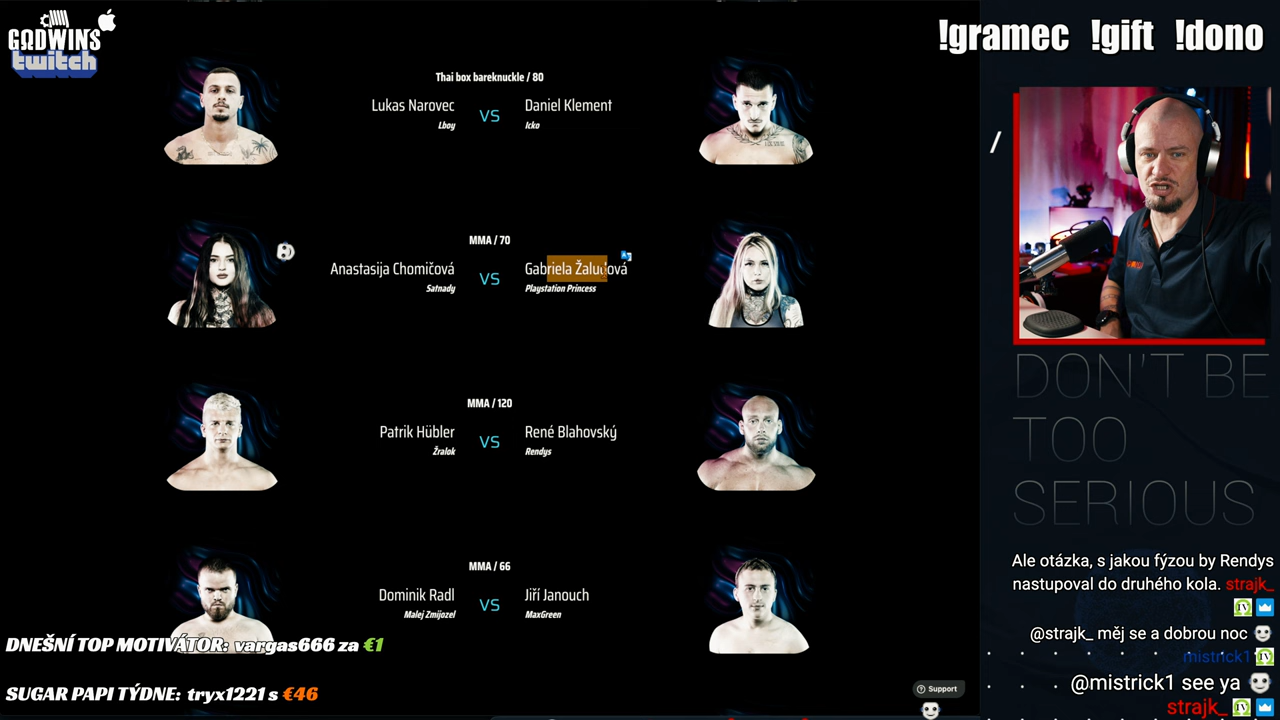 GODWINS
twitch
!gramec !gift !dono
Thai box bareknuckle / 80
Lukas Narovec VS Daniel Klement
Lboy Icko
MMA / 70
Anastasija Chomičová VS Gabriela Žaluďová
Satnady Playstation Princess
MMA / 120
Patrik Hübler VS René Blahovský
Žralok Rendys
MMA / 66
Dominik Radl VS Jiří Janouch
Malej Zmijozel MaxGreen
DNEŠNÍ TOP MOTIVÁTOR: vargas666 za €1
SUGAR PAPI TÝDNE: tryx1221 s €46
Support
/
DON'T BE
TOO
SERIOUS
Ale otázka, s jakou fýzou by Rendys
nastupoval do druhého kola. strajk_
@strajk_ měj se a dobrou noc
mistrick1
@mistrick1 see ya
strajk_